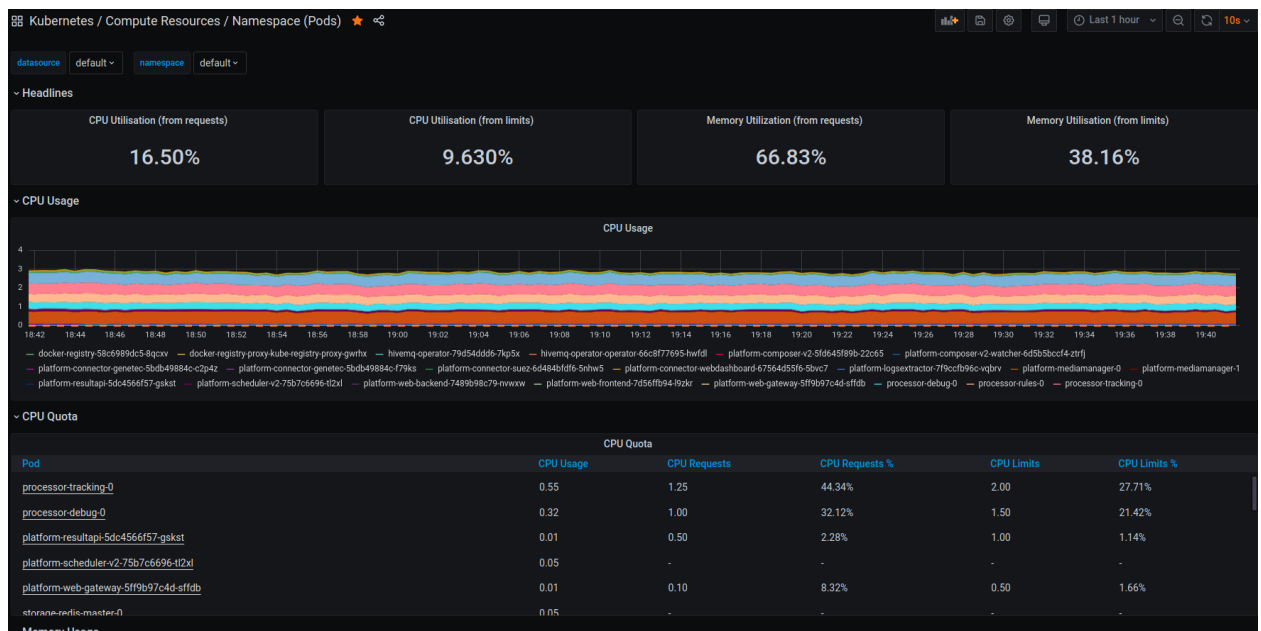 Kubernetes / Compute Resources / Namespace (Pods)
Last 1 hour
10s
datasource default namespace default
Headlines
CPU Utilisation (from requests) CPU Utilisation (from limits) Memory Utilization (from requests) Memory Utilisation (from limits)
16.50% 9.630% 66.83% 38.16%
CPU Usage
CPU Usage
4
3
2
1
0
18:42 18:44 18:46 18:48 18:50 18:52 18:54 18:56 18:58 19:00 19:02 19:04 19:06 19:08 19:10 19:12 19:14 19:16 19:18 19:20 19:22 19:24 19:26 19:28 19:30 19:32 19:34 19:36 19:38 19:40
docker-registry-58c6989dc5-8qcxv docker-registry-proxy-kube-registry-proxy-gwrhx hivemq-operator-79d54ddd6-7kp5x hivemq-operator-operator-66c8f77695-hwfdl platform-composer-v2-5fd645f89b-22c65 platform-composer-v2-watcher-6d5b5bccf4-ztrfj
platform-connector-genetec-5bdb49884c-c2p4z platform-connector-genetec-5bdb49884c-f79ks platform-connector-suez-6d484bfdf6-5nhw5 platform-connector-webdashboard-67564d55f6-5bvc7 platform-logsextractor-7f9ccfb96c-vqbrv platform-mediamanager-0 platform-mediamanager-1
platform-resultapi-5dc4566f57-gskst platform-scheduler-v2-75b7c6696-tl2xl platform-web-backend-7489b98c79-nvwxw platform-web-frontend-7d56ffb94-l9zkr platform-web-gateway-5ff9b97c4d-sffdb processor-debug-0 processor-rules-0 processor-tracking-0
CPU Quota
CPU Quota
Pod CPU Usage CPU Requests CPU Requests % CPU Limits CPU Limits %
processor-tracking-0 0.55 1.25 44.34% 2.00 27.71%
processor-debug-0 0.32 1.00 32.12% 1.50 21.42%
platform-resultapi-5dc4566f57-gskst 0.01 0.50 2.28% 1.00 1.14%
platform-scheduler-v2-75b7c6696-tl2xl 0.05 - - - -
platform-web-gateway-5ff9b97c4d-sffdb 0.01 0.10 8.32% 0.50 1.66%
storage-redis-master-0 0.05 - - - -
Memory Usage